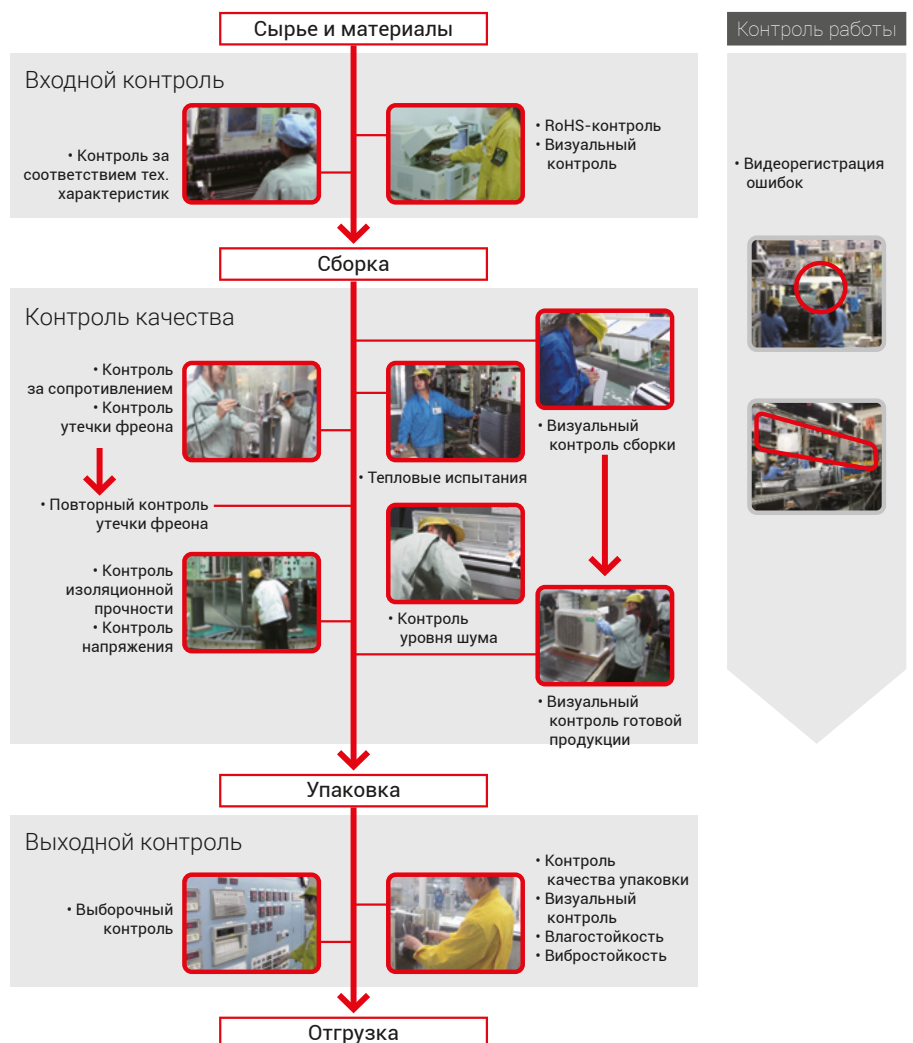 Сырье и материалы
Контроль работы
Входной контроль
• Контроль за
соответствием тех.
характеристик
• RoHS-контроль
• Визуальный
контроль
• Видеорегистрация
ошибок
Сборка
Контроль качества
• Контроль
за сопротивлением
• Контроль
утечки фреона
• Тепловые испытания
• Визуальный
контроль сборки
• Повторный контроль
утечки фреона
• Контроль
изоляционной
прочности
• Контроль
напряжения
• Контроль
уровня шума
• Визуальный
контроль готовой
продукции
Упаковка
Выходной контроль
• Выборочный
контроль
• Контроль
качества упаковки
• Визуальный
контроль
• Влагостойкость
• Вибростойкость
Отгрузка